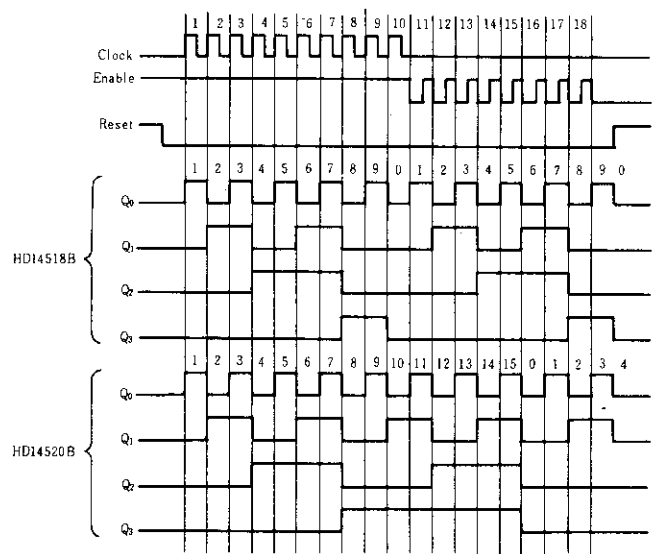 1 2 3 4 5 6 7 8 9 10 11 12 13 14 15 16 17 18
Clock
Enable
Reset
1 2 3 4 5 6 7 8 9 0 1 2 3 4 5 6 7 8 9 0
Q0
Q1
HD14518B
Q2
Q3
1 2 3 4 5 6 7 8 9 10 11 12 13 14 15 0 1 2 3 4
Q0
Q1
HD14520B
Q2
Q3